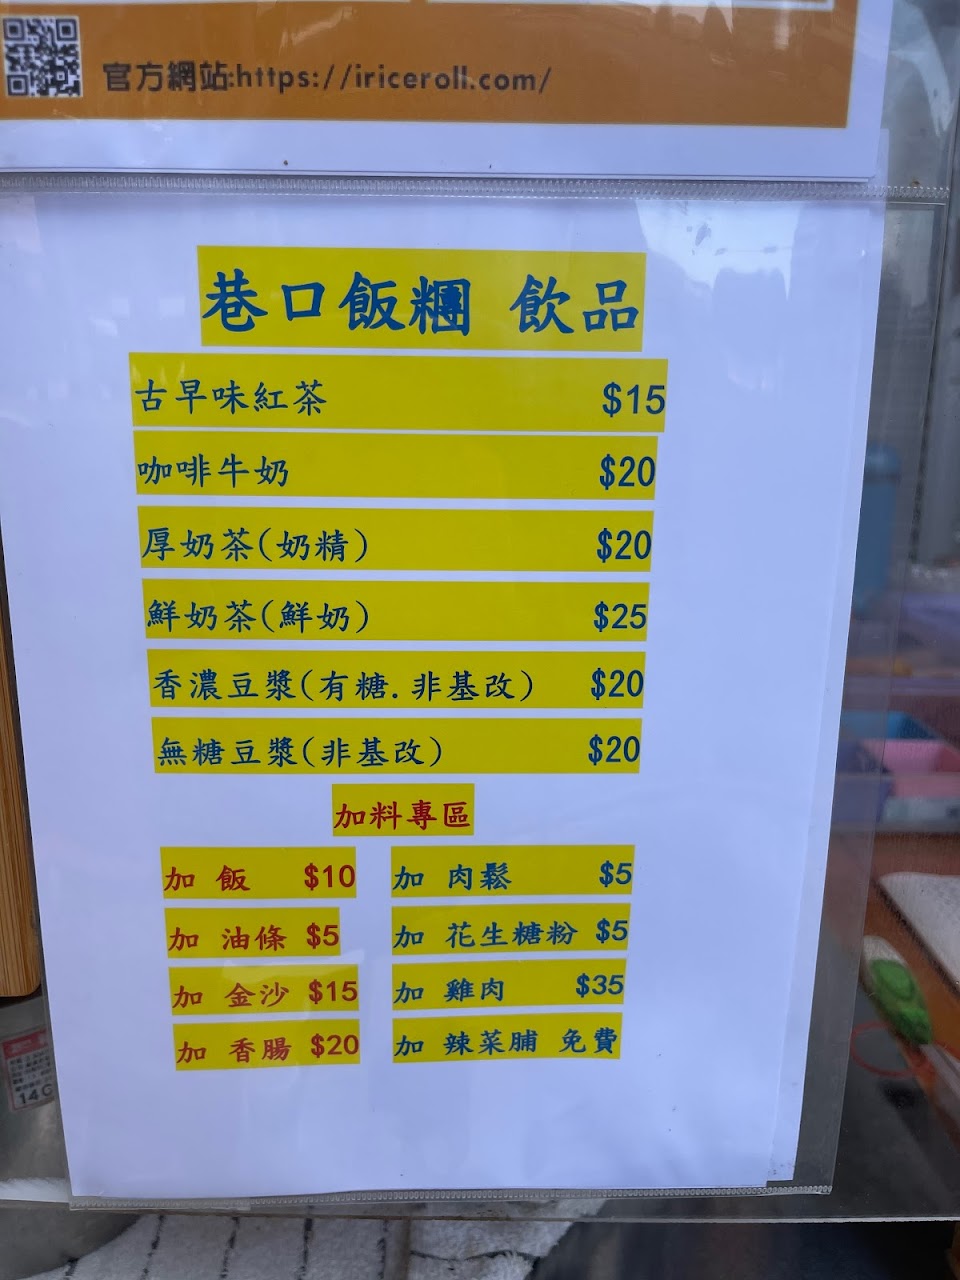 官方網站:https://iriceroll.com/
巷口飯糰 飲品
古早味紅茶 $15
咖啡牛奶 $20
厚奶茶(奶精) $20
鮮奶茶(鮮奶) $25
香濃豆漿(有糖.非基改) $20
無糖豆漿(非基改) $20
加料專區
加 飯 $10 加 肉鬆 $5
加 油條 $5 加 花生糖粉 $5
加 金沙 $15 加 雞肉 $35
加 香腸 $20 加 辣菜脯 免費